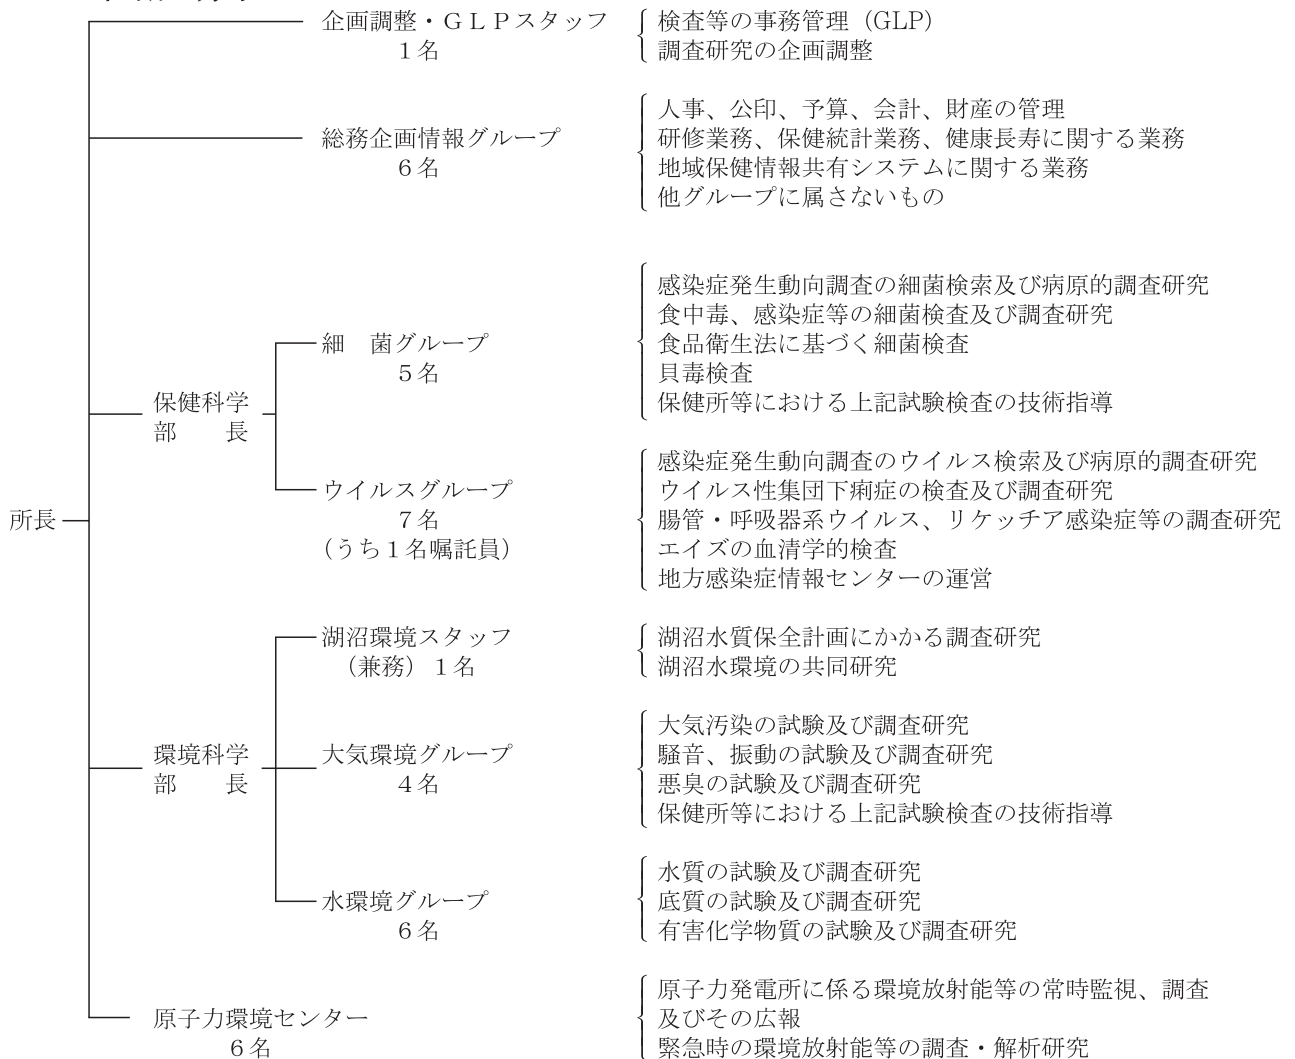 企画調整・ＧＬＰスタッフ
１名
検査等の事務管理（GLP）
調査研究の企画調整
総務企画情報グループ
６名
人事、公印、予算、会計、財産の管理
研修業務、保健統計業務、健康長寿に関する業務
地域保健情報共有システムに関する業務
他グループに属さないもの
所長
保健科学
部　　長
細　菌グループ
５名
感染症発生動向調査の細菌検索及び病原的調査研究
食中毒、感染症等の細菌検査及び調査研究
食品衛生法に基づく細菌検査
貝毒検査
保健所等における上記試験検査の技術指導
ウイルスグループ
７名
（うち１名嘱託員）
感染症発生動向調査のウイルス検索及び病原的調査研究
ウイルス性集団下痢症の検査及び調査研究
腸管・呼吸器系ウイルス、リケッチア感染症等の調査研究
エイズの血清学的検査
地方感染症情報センターの運営
環境科学
部　　長
湖沼環境スタッフ
（兼務）１名
湖沼水質保全計画にかかる調査研究
湖沼水環境の共同研究
大気環境グループ
４名
大気汚染の試験及び調査研究
騒音、振動の試験及び調査研究
悪臭の試験及び調査研究
保健所等における上記試験検査の技術指導
水環境グループ
６名
水質の試験及び調査研究
底質の試験及び調査研究
有害化学物質の試験及び調査研究
原子力環境センター
６名
原子力発電所に係る環境放射能等の常時監視、調査
及びその広報
緊急時の環境放射能等の調査・解析研究